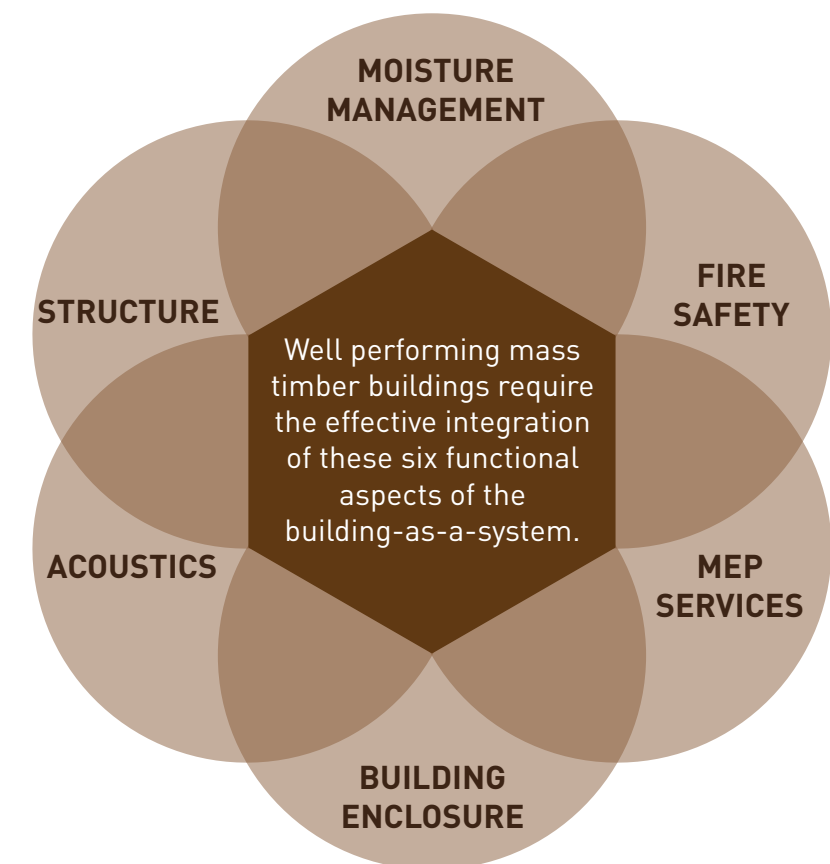 MOISTURE
MANAGEMENT
FIRE
SAFETY
STRUCTURE
Well performing mass
timber buildings require
the effective integration
of these six functional
aspects of the
building-as-a-system.
ACOUSTICS
MEP
SERVICES
BUILDING
ENCLOSURE